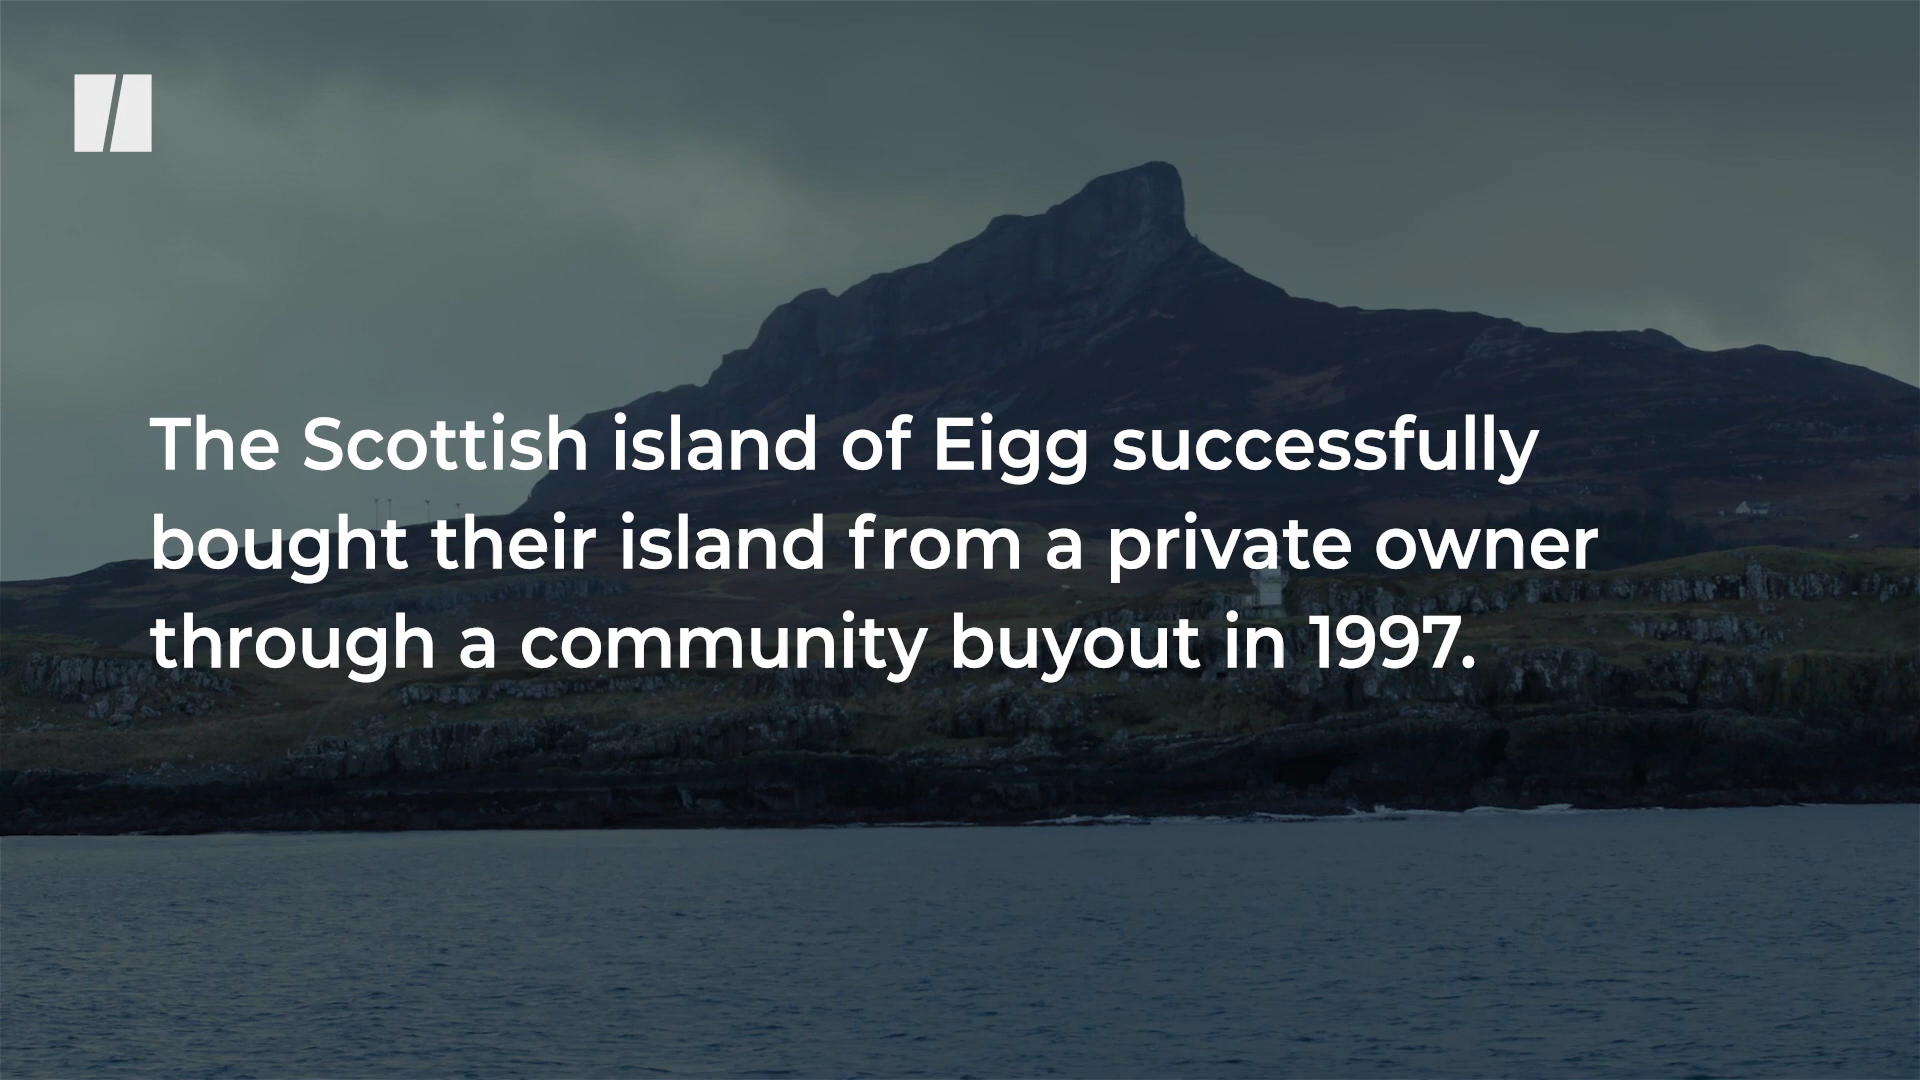 The Scottish island of Eigg successfully
bought their island from a private owner
through a community buyout in 1997.